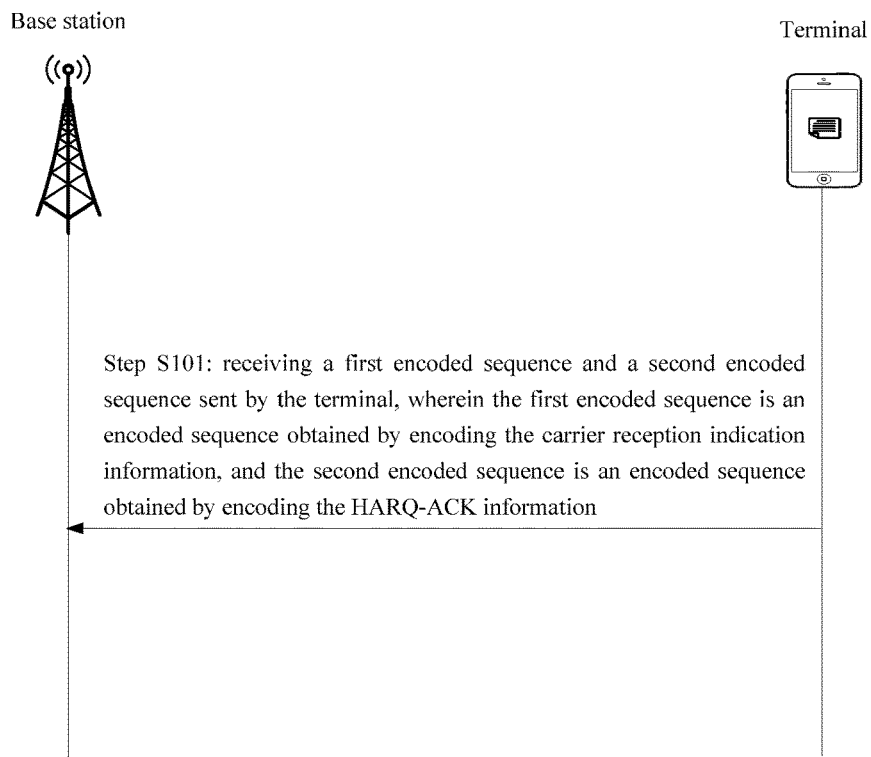 Base station
Terminal
Step S101: receiving a first encoded sequence and a second encoded
sequence sent by the terminal, wherein the first encoded sequence is an
encoded sequence obtained by encoding the carrier reception indication
information, and the second encoded sequence is an encoded sequence
obtained by encoding the HARQ-ACK information